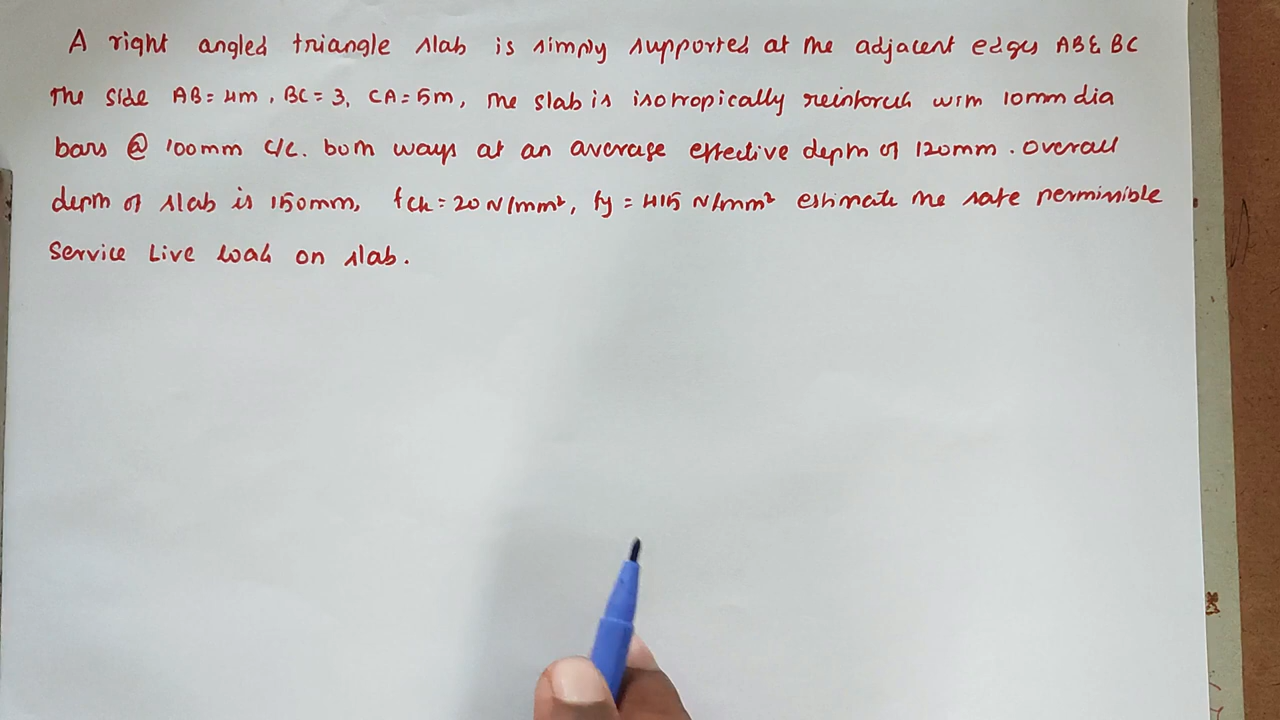 A right angled triangle slab is simply supported at the adjacent edges AB & BC
The side AB = 4m, BC = 3, CA = 5m, the slab is isotropically reinforced with 10mm dia
bars @ 100mm c/c. both ways at an average effective depth of 120mm. overall
depth of slab is 150mm, fck = 20 N/mm², fy = 415 N/mm² estimate the safe permissible
Service Live load on slab.